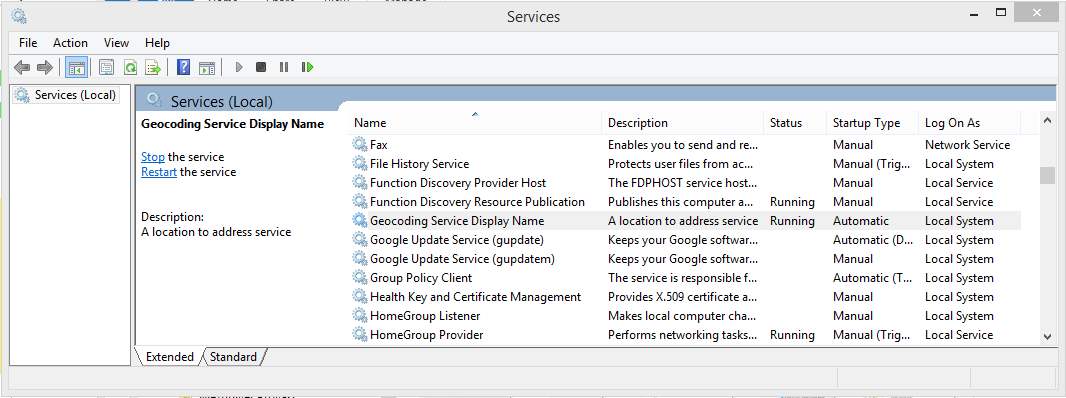 Services
File Action View Help
Services (Local)
Services (Local)
Geocoding Service Display Name
Stop the service
Restart the service
Description:
A location to address service
Name Description Status Startup Type Log On As
Fax Enables you to send and re... Manual Network Service
File History Service Protects user files from ac... Manual (Trig... Local System
Function Discovery Provider Host The FDPHOST service host... Manual Local Service
Function Discovery Resource Publication Publishes this computer a... Running Manual Local Service
Geocoding Service Display Name A location to address service Running Automatic Local System
Google Update Service (gupdate) Keeps your Google softwar... Automatic (D... Local System
Google Update Service (gupdatem) Keeps your Google softwar... Manual Local System
Group Policy Client The service is responsible f... Automatic (T... Local System
Health Key and Certificate Management Provides X.509 certificate a... Manual Local System
HomeGroup Listener Makes local computer cha... Manual Local System
HomeGroup Provider Performs networking tasks... Running Manual (Trig... Local Service
Extended Standard